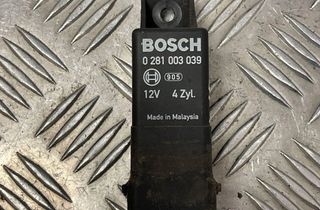 BOSCH
0 281 003 039
905
12V 4 Zyl.
Made in Malaysia